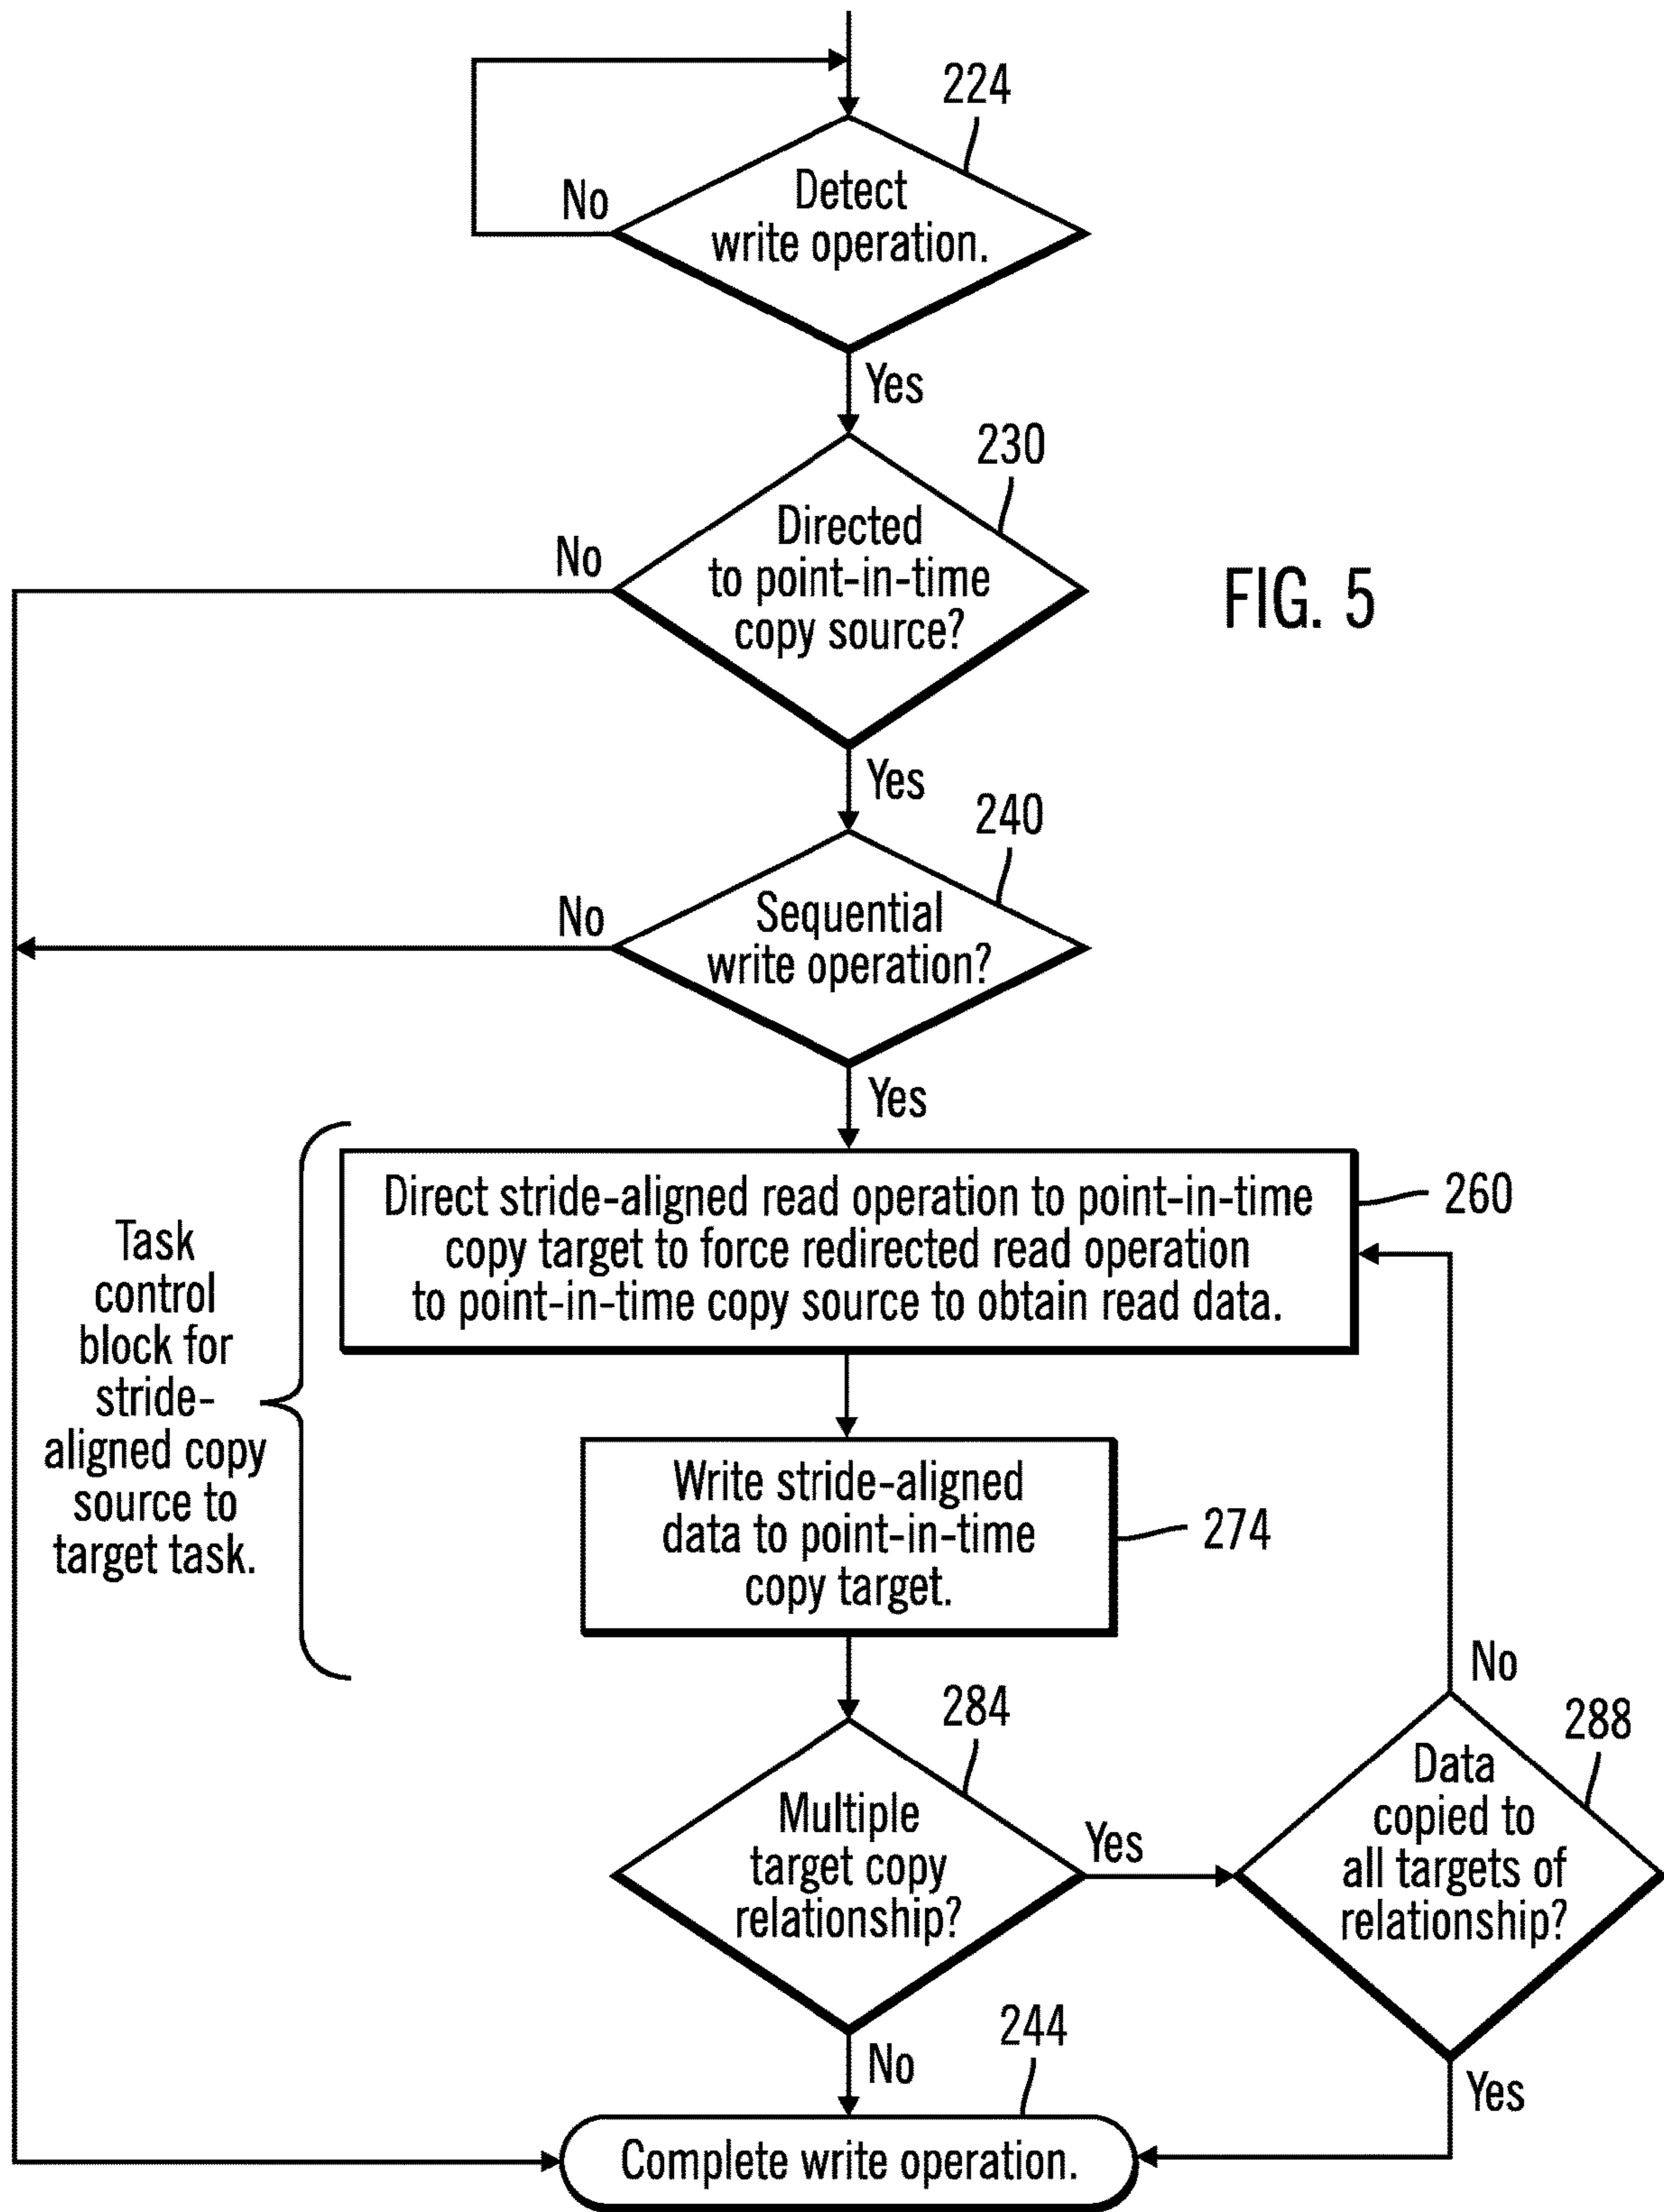 224
No
Detect
write operation.
Yes
230
No
Directed
to point-in-time
copy source?
FIG. 5
Yes
240
No
Sequential
write operation?
Yes
Task
control
block for
stride-
aligned copy
source to
target task.
Direct stride-aligned read operation to point-in-time
copy target to force redirected read operation
to point-in-time copy source to obtain read data.
260
Write stride-aligned
data to point-in-time
copy target.
274
No
284
288
Multiple
target copy
relationship?
Yes
Data
copied to
all targets of
relationship?
No
244
Yes
Complete write operation.